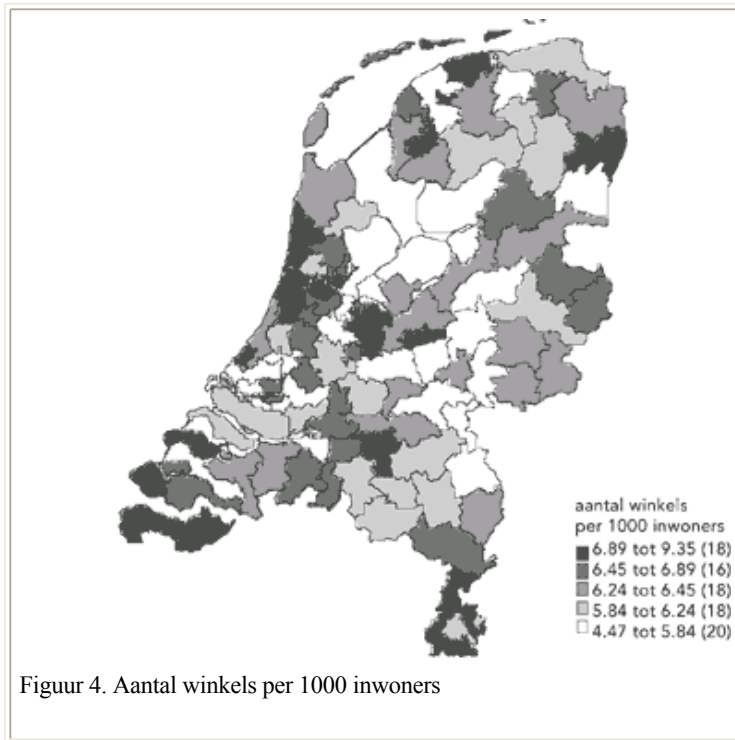 aantal winkels
per 1000 inwoners
6.89 tot 9.35 (18)
6.45 tot 6.89 (16)
6.24 tot 6.45 (18)
5.84 tot 6.24 (18)
4.47 tot 5.84 (20)
Figuur 4. Aantal winkels per 1000 inwoners